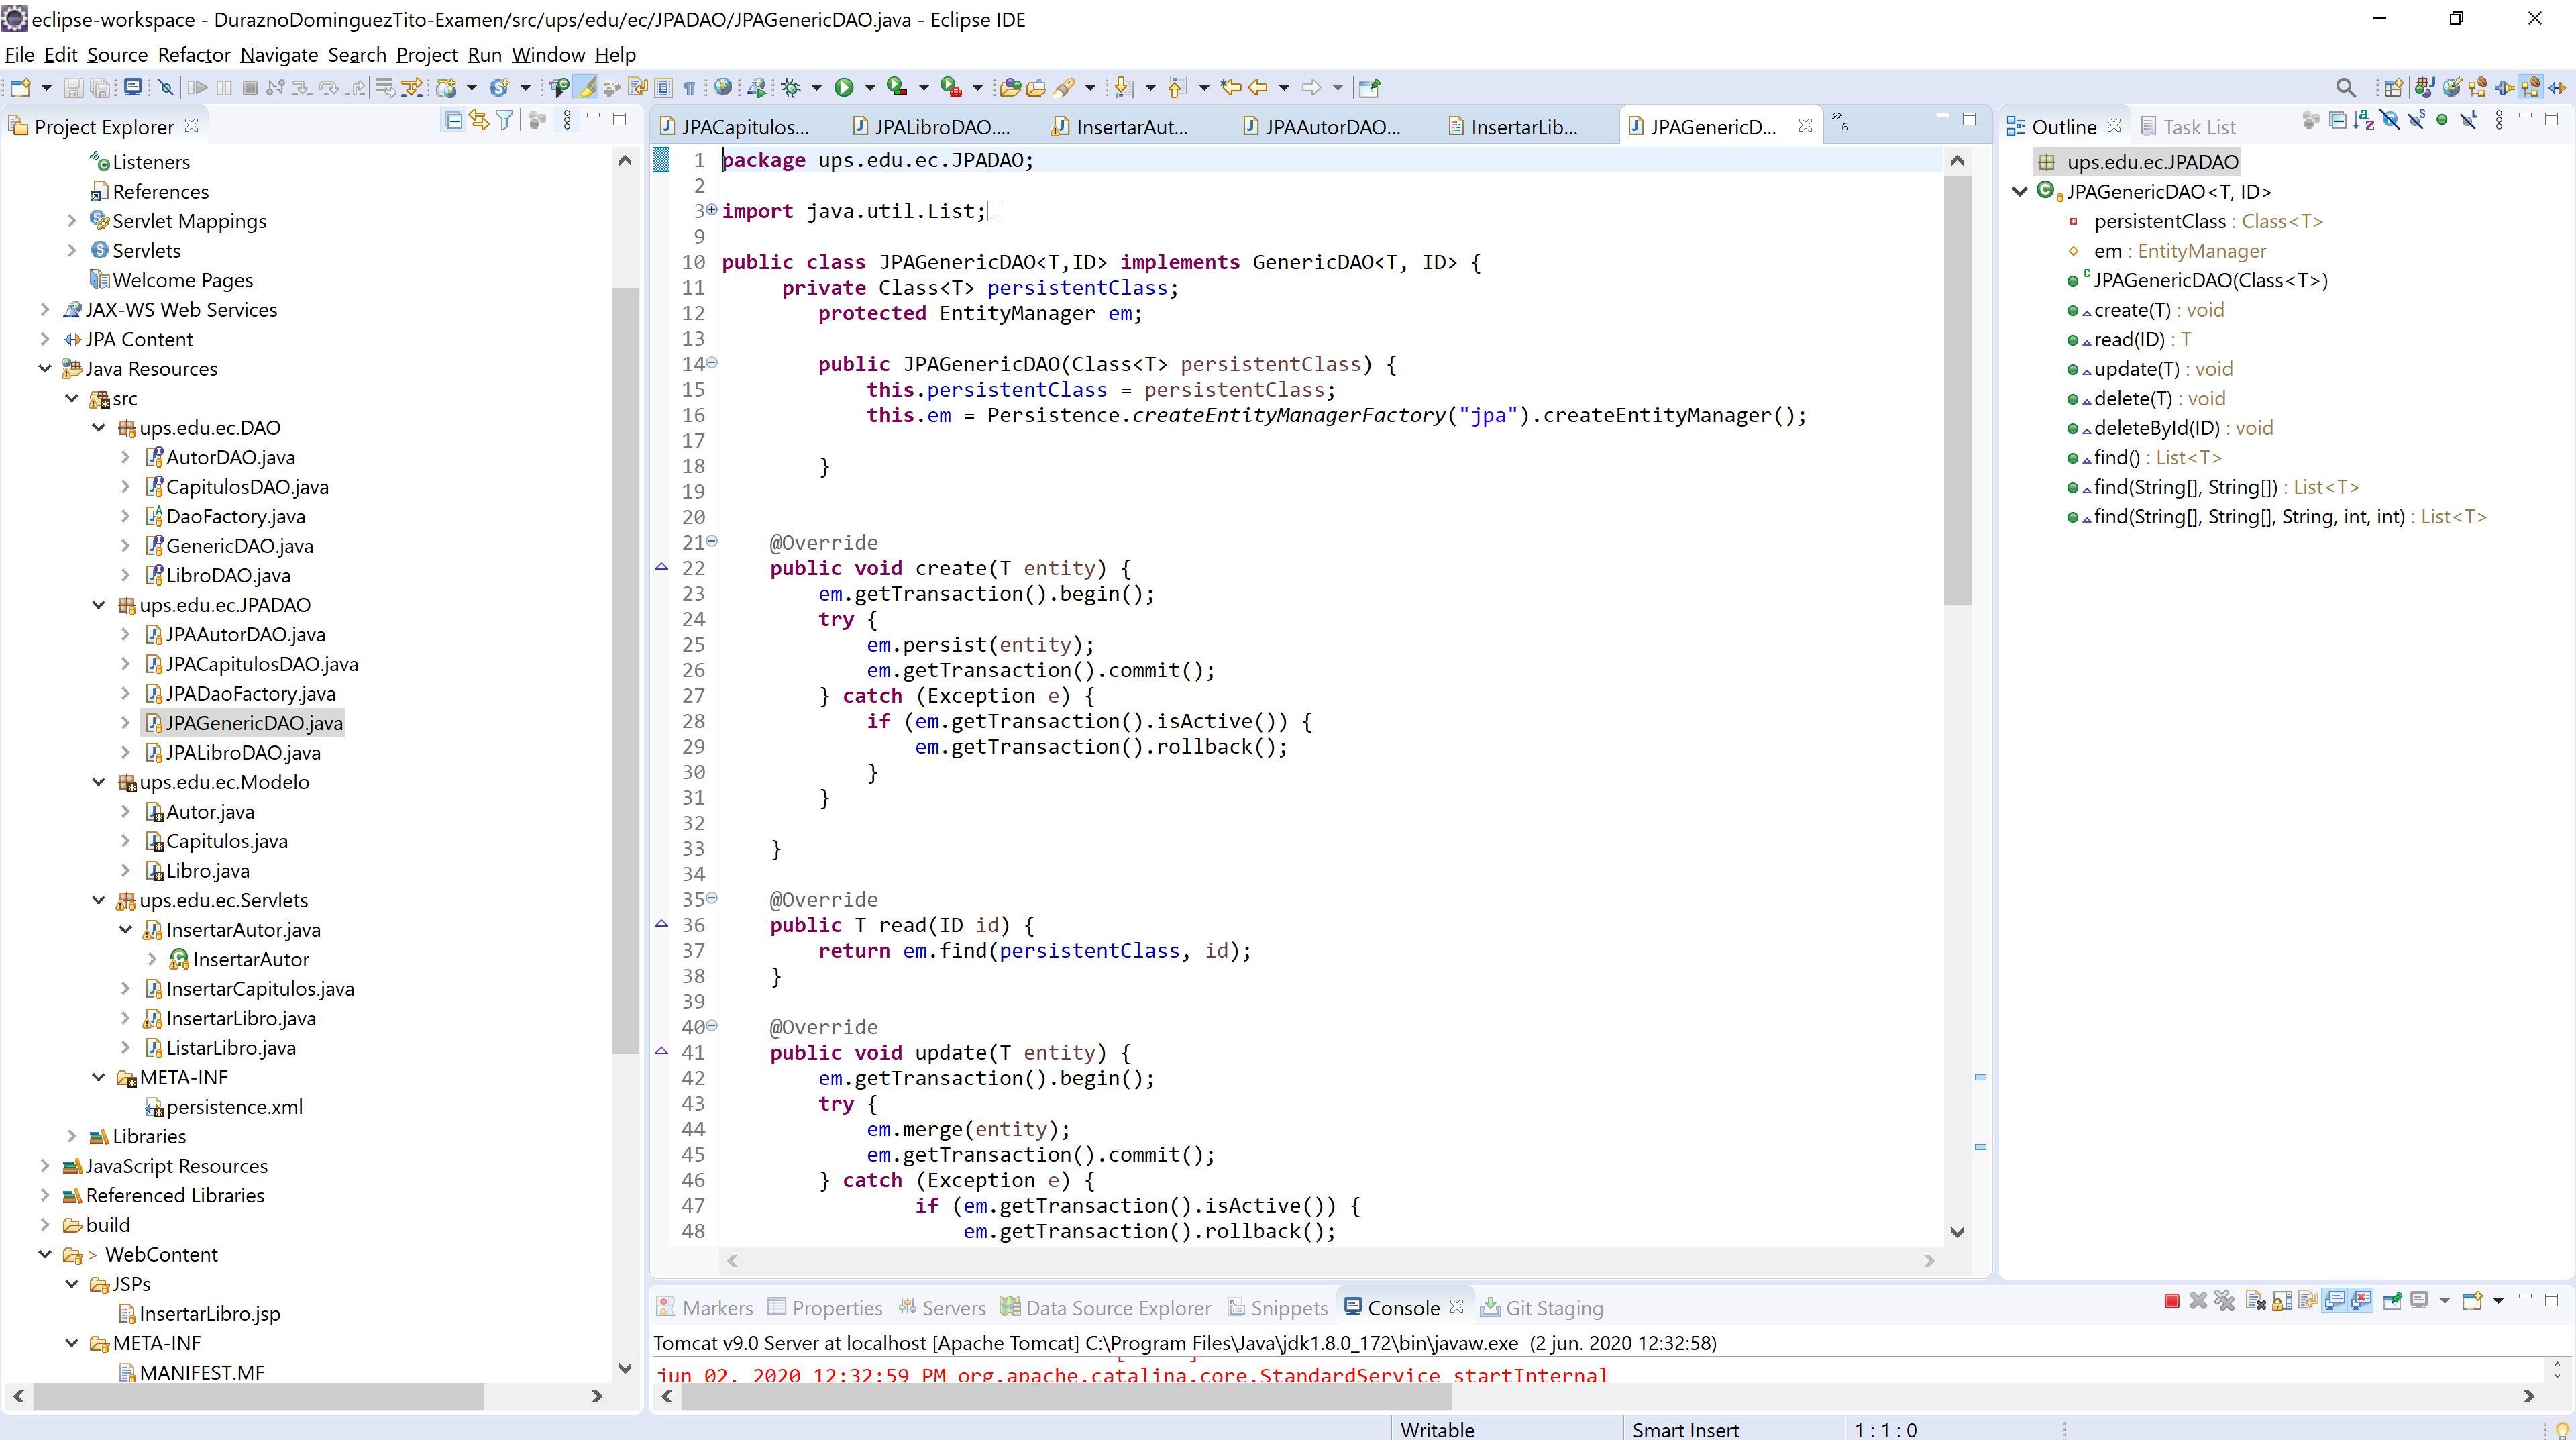 eclipse-workspace - DuraznoDominguezTito-Examen/src/ups/edu/ec/JPADAO/JPAGenericDAO.java - Eclipse IDE
File Edit Source Refactor Navigate Search Project Run Window Help
Project Explorer
Listeners
References
Servlet Mappings
Servlets
Welcome Pages
JAX-WS Web Services
JPA Content
Java Resources
src
ups.edu.ec.DAO
AutorDAO.java
CapitulosDAO.java
DaoFactory.java
GenericDAO.java
LibroDAO.java
ups.edu.ec.JPADAO
JPAAutorDAO.java
JPACapitulosDAO.java
JPADaoFactory.java
JPAGenericDAO.java
JPALibroDAO.java
ups.edu.ec.Modelo
Autor.java
Capitulos.java
Libro.java
ups.edu.ec.Servlets
InsertarAutor.java
InsertarAutor
InsertarCapitulos.java
InsertarLibro.java
ListarLibro.java
META-INF
persistence.xml
Libraries
JavaScript Resources
Referenced Libraries
build
> WebContent
JSPs
InsertarLibro.jsp
META-INF
MANIFEST.MF
JPACapitulos... JPALibroDAO.... InsertarAut... JPAAutorDAO... InsertarLib... JPAGenericD... »6
1 package ups.edu.ec.JPADAO;
2
3 import java.util.List;
9
10 public class JPAGenericDAO<T,ID> implements GenericDAO<T, ID> {
11 private Class<T> persistentClass;
12 protected EntityManager em;
13
14 public JPAGenericDAO(Class<T> persistentClass) {
15 this.persistentClass = persistentClass;
16 this.em = Persistence.createEntityManagerFactory("jpa").createEntityManager();
17
18 }
19
20
21 @Override
22 public void create(T entity) {
23 em.getTransaction().begin();
24 try {
25 em.persist(entity);
26 em.getTransaction().commit();
27 } catch (Exception e) {
28 if (em.getTransaction().isActive()) {
29 em.getTransaction().rollback();
30 }
31 }
32
33 }
34
35 @Override
36 public T read(ID id) {
37 return em.find(persistentClass, id);
38 }
39
40 @Override
41 public void update(T entity) {
42 em.getTransaction().begin();
43 try {
44 em.merge(entity);
45 em.getTransaction().commit();
46 } catch (Exception e) {
47 if (em.getTransaction().isActive()) {
48 em.getTransaction().rollback();
Outline Task List
ups.edu.ec.JPADAO
JPAGenericDAO<T, ID>
persistentClass : Class<T>
em : EntityManager
JPAGenericDAO(Class<T>)
create(T) : void
read(ID) : T
update(T) : void
delete(T) : void
deleteById(ID) : void
find() : List<T>
find(String[], String[]) : List<T>
find(String[], String[], String, int, int) : List<T>
Markers Properties Servers Data Source Explorer Snippets Console Git Staging
Tomcat v9.0 Server at localhost [Apache Tomcat] C:\Program Files\Java\jdk1.8.0_172\bin\javaw.exe (2 jun. 2020 12:32:58)
jun 02, 2020 12:32:59 PM org.apache.catalina.core.StandardService startInternal
Writable Smart Insert 1 : 1 : 0